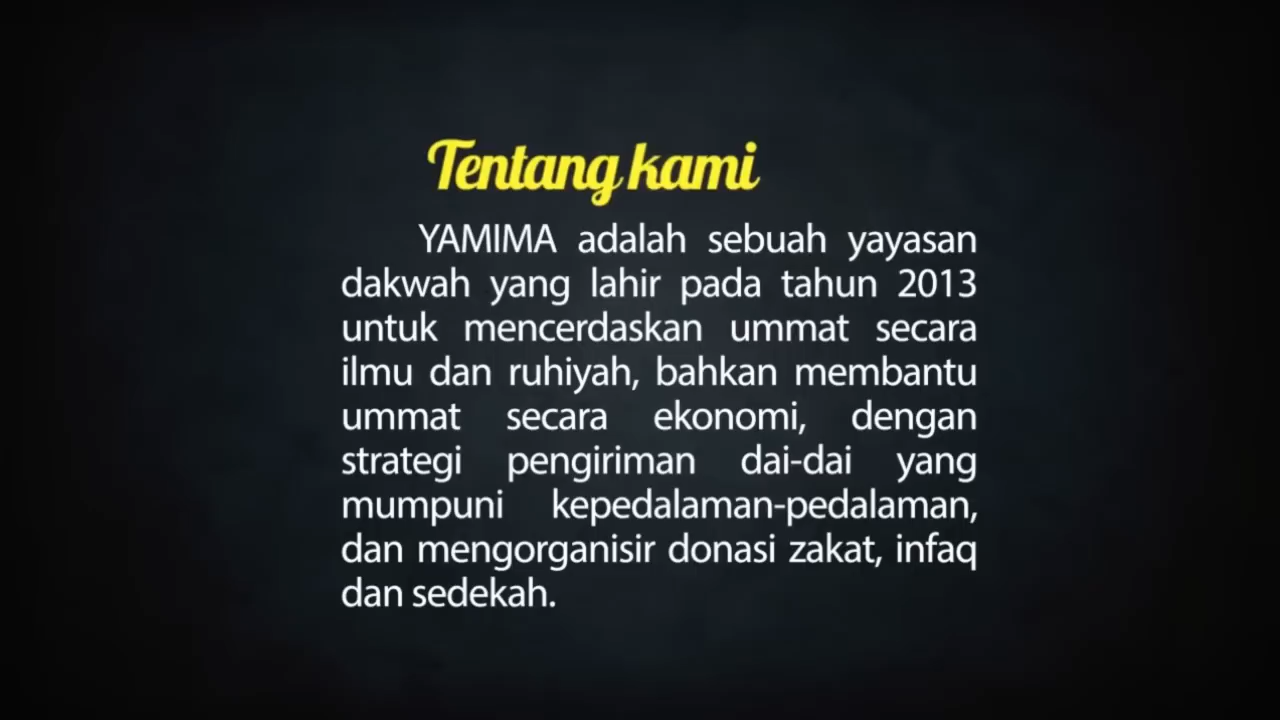 Tentang kami
YAMIMA adalah sebuah yayasan
dakwah yang lahir pada tahun 2013
untuk mencerdaskan ummat secara
ilmu dan ruhiyah, bahkan membantu
ummat secara ekonomi, dengan
strategi pengiriman dai-dai yang
mumpuni kepedalaman-pedalaman,
dan mengorganisir donasi zakat, infaq
dan sedekah.